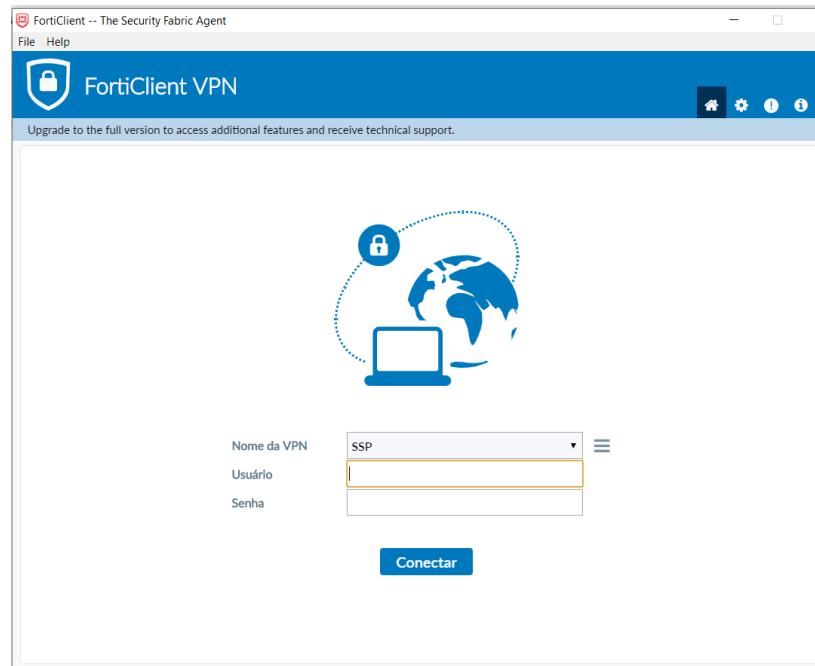 FortiClient -- The Security Fabric Agent
File Help
FortiClient VPN
Upgrade to the full version to access additional features and receive technical support.
Nome da VPN SSP
Usuário
Senha
Conectar